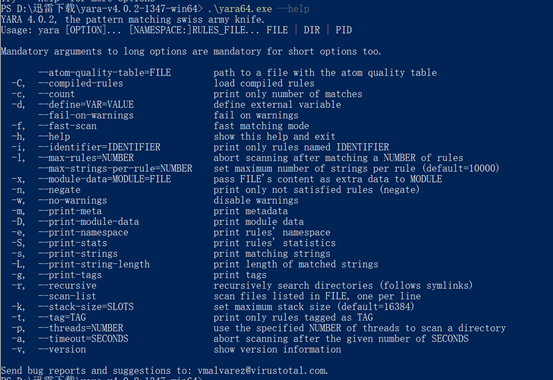 PS D:\迅雷下载\yara-v4.0.2-1347-win64> .\yara64.exe --help
YARA 4.0.2, the pattern matching swiss army knife.
Usage: yara [OPTION]... [NAMESPACE:]RULES_FILE... FILE | DIR | PID
Mandatory arguments to long options are mandatory for short options too.
--atom-quality-table=FILE path to a file with the atom quality table
-C, --compiled-rules load compiled rules
-c, --count print only number of matches
-d, --define=VAR=VALUE define external variable
--fail-on-warnings fail on warnings
-f, --fast-scan fast matching mode
-h, --help show this help and exit
-i, --identifier=IDENTIFIER print only rules named IDENTIFIER
-l, --max-rules=NUMBER abort scanning after matching a NUMBER of rules
--max-strings-per-rule=NUMBER set maximum number of strings per rule (default=10000)
-x, --module-data=MODULE=FILE pass FILE's content as extra data to MODULE
-n, --negate print only not satisfied rules (negate)
-w, --no-warnings disable warnings
-m, --print-meta print metadata
-D, --print-module-data print module data
-e, --print-namespace print rules' namespace
-S, --print-stats print rules' statistics
-s, --print-strings print matching strings
-L, --print-string-length print length of matched strings
-g, --print-tags print tags
-r, --recursive recursively search directories (follows symlinks)
--scan-list scan files listed in FILE, one per line
-k, --stack-size=SLOTS set maximum stack size (default=16384)
-t, --tag=TAG print only rules tagged as TAG
-p, --threads=NUMBER use the specified NUMBER of threads to scan a directory
-a, --timeout=SECONDS abort scanning after the given number of SECONDS
-v, --version show version information
Send bug reports and suggestions to: vmalvarez@virustotal.com.